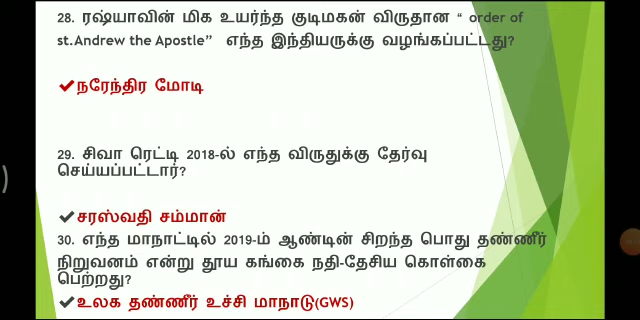 28. ரஷ்யாவின் மிக உயர்ந்த குடிமகன் விருதான “ order of
st.Andrew the Apostle” எந்த இந்தியருக்கு வழங்கப்பட்டது?
✔நரேந்திர மோடி
29. சிவா ரெட்டி 2018-ல் எந்த விருதுக்கு தேர்வு
செய்யப்பட்டார்?
✔சரஸ்வதி சம்மான்
30. எந்த மாநாட்டில் 2019-ம் ஆண்டின் சிறந்த பொது தண்ணீர்
நிறுவனம் என்று தூய கங்கை நதி-தேசிய கொள்கை
பெற்றது?
✔உலக தண்ணீர் உச்சி மாநாடு(GWS)